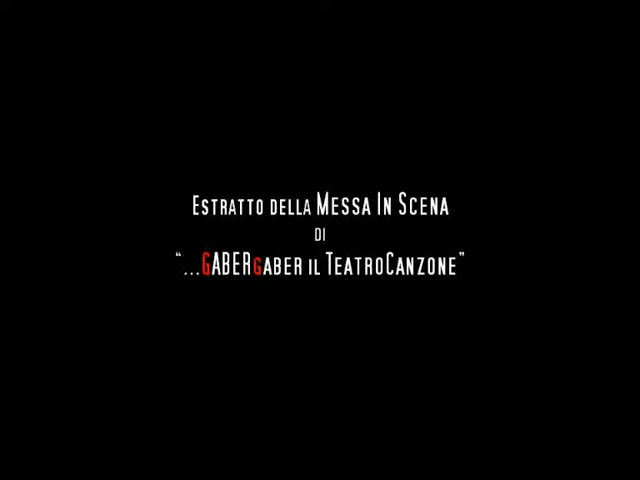 Estratto della Messa In Scena
di
“...GABERgaber il TeatroCanzone”